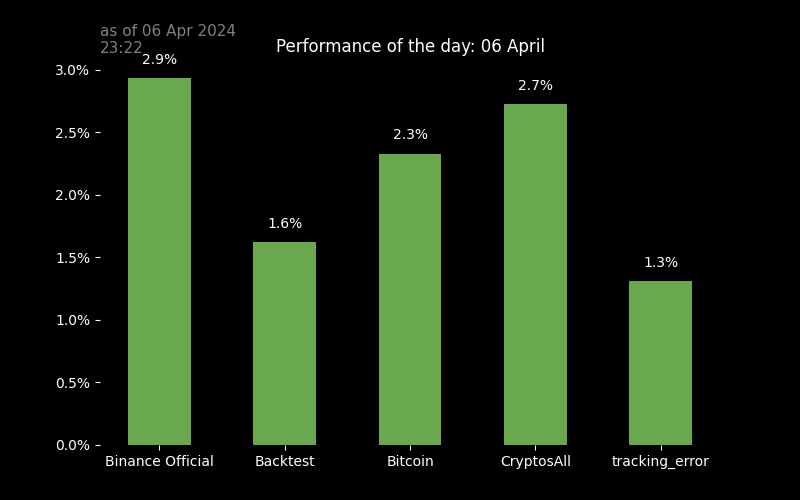 as of 06 Apr 2024
23:22
Performance of the day: 06 April
2.9%
1.6%
2.3%
2.7%
1.3%
3.0%
2.5%
2.0%
1.5%
1.0%
0.5%
0.0%
Binance Official
Backtest
Bitcoin
CryptosAll
tracking_error